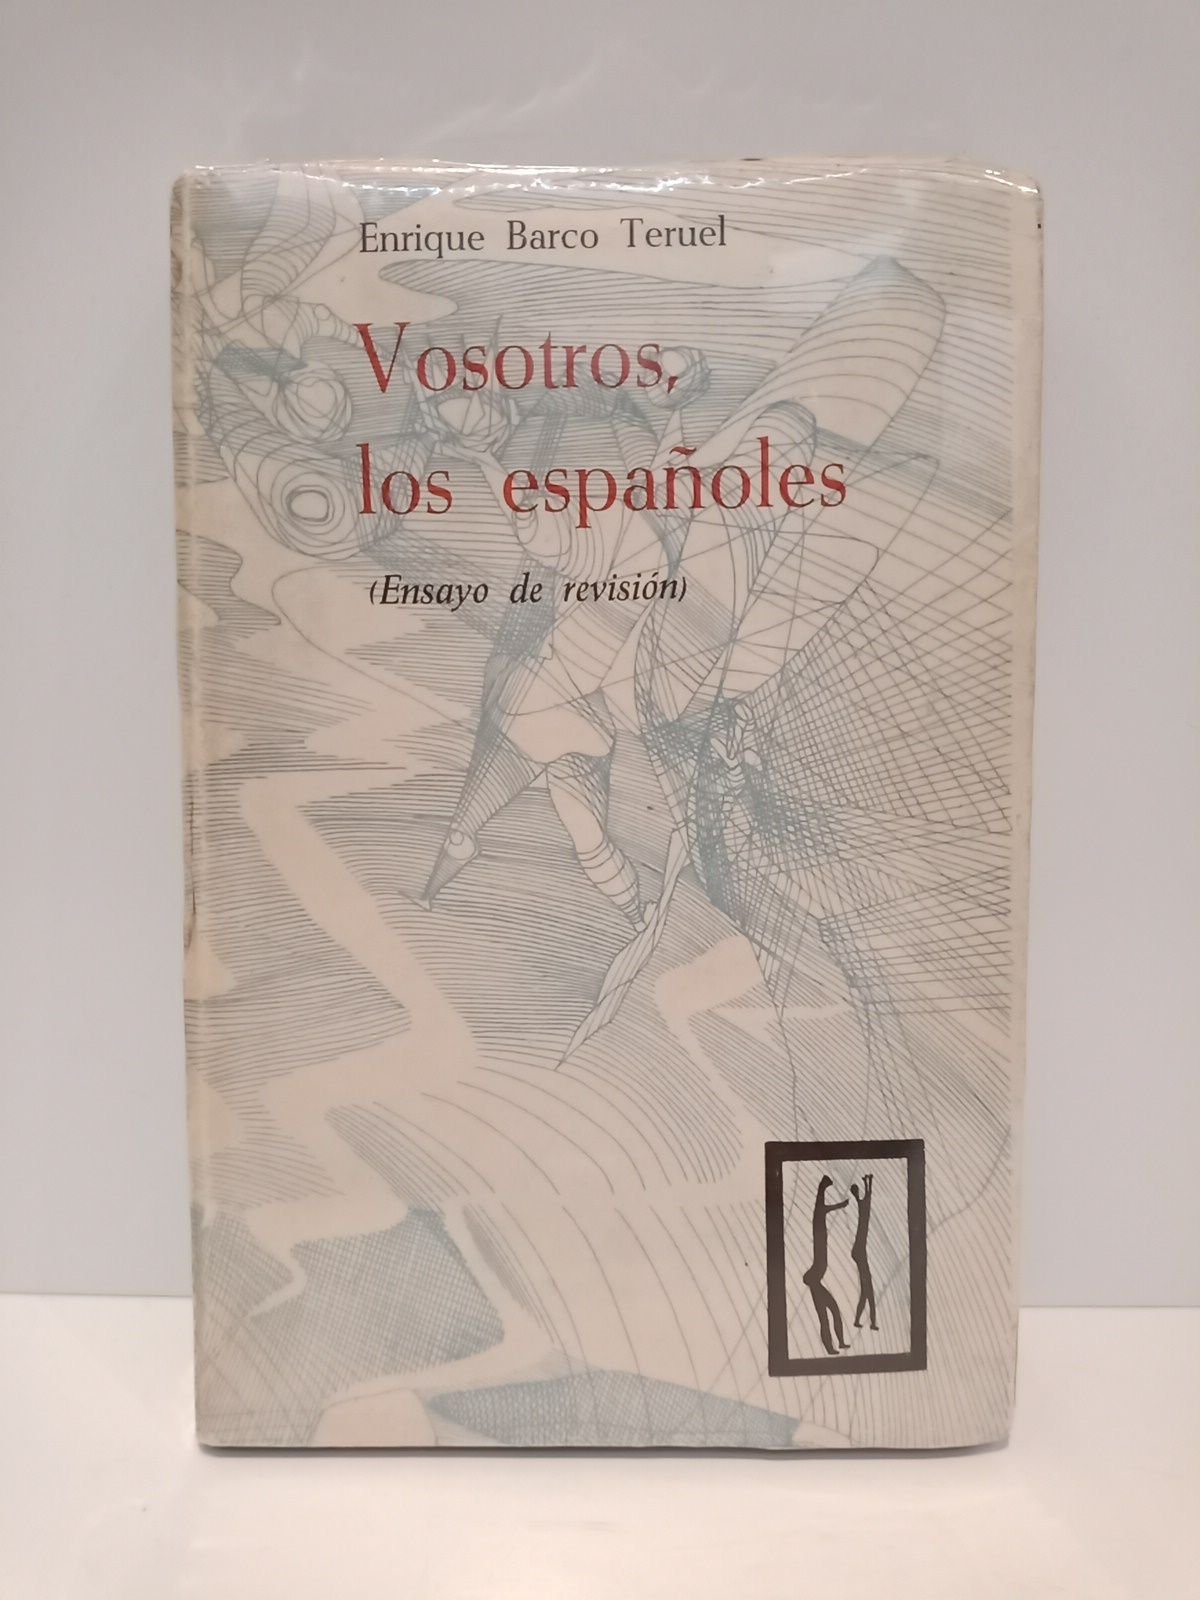 Enrique Barco Teruel
Vosotros,
los españoles
(Ensayo de revisión)